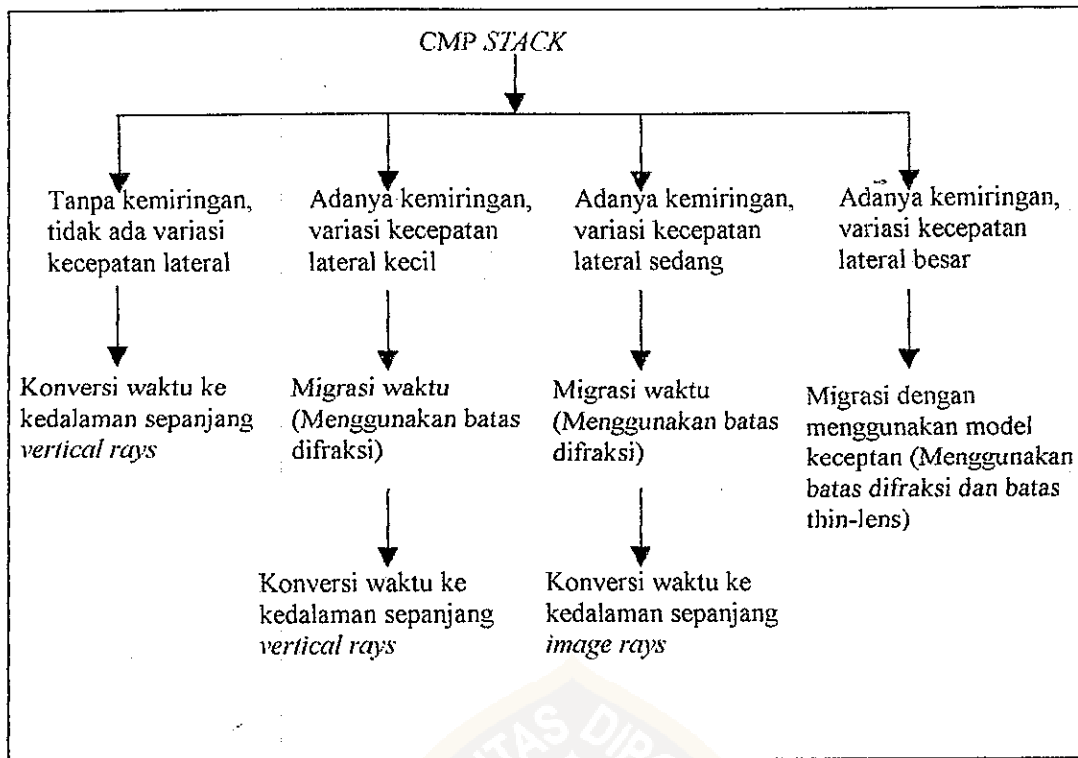 CMP STACK
Tanpa kemiringan,
tidak ada variasi
kecepatan lateral
Adanya kemiringan,
variasi kecepatan
lateral kecil
Adanya kemiringan,
variasi kecepatan
lateral sedang
Adanya kemiringan,
variasi kecepatan
lateral besar
Konversi waktu ke
kedalaman sepanjang
vertical rays
Migrasi waktu
(Menggunakan batas
difraksi)
Migrasi waktu
(Menggunakan batas
difraksi)
Migrasi dengan
menggunakan model
keceptan (Menggunakan
batas difraksi dan batas
thin-lens)
Konversi waktu ke
kedalaman sepanjang
vertical rays
Konversi waktu ke
kedalaman sepanjang
image rays